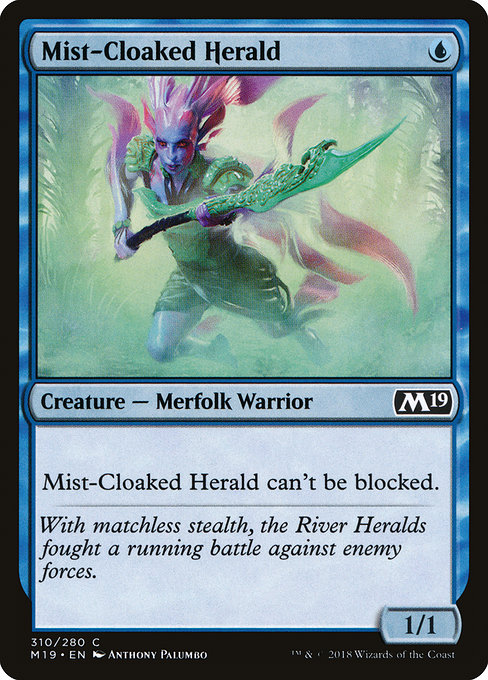 Mist-Cloaked Herald
Creature — Merfolk Warrior
M19
Mist-Cloaked Herald can't be blocked.
With matchless stealth, the River Heralds
fought a running battle against enemy
forces.
1/1
310/280 C
M19 • EN Anthony Palumbo
™ & © 2018 Wizards of the Coast